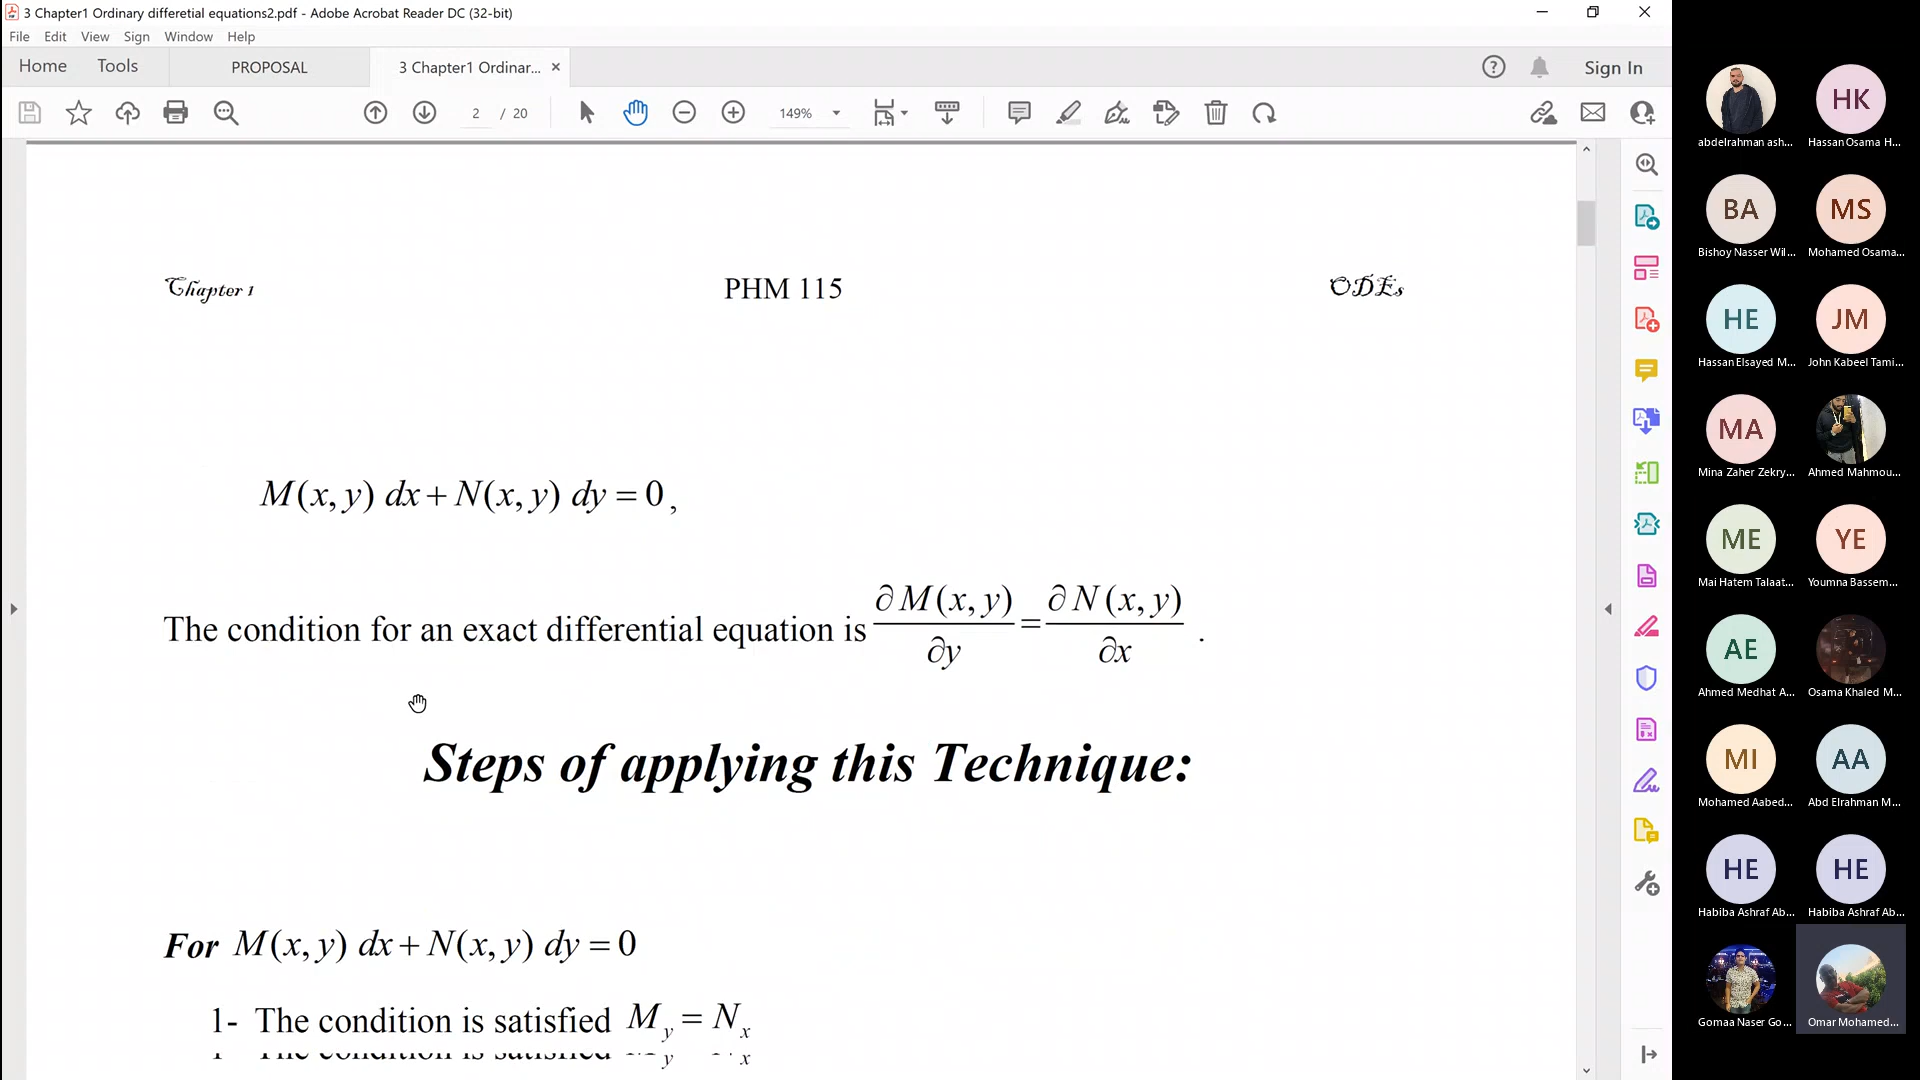 3 Chapter1 Ordinary differetial equations2.pdf - Adobe Acrobat Reader DC (32-bit)
File Edit View Sign Window Help
Home Tools PROPOSAL 3 Chapter1 Ordinar... × Sign In
2 / 20 149%
Chapter 1 PHM 115 ODEs
M(x, y) dx + N(x, y) dy = 0 ,
The condition for an exact differential equation is ∂M(x, y)/∂y = ∂N(x, y)/∂x .
Steps of applying this Technique:
For M(x, y) dx + N(x, y) dy = 0
1- The condition is satisfied M_y = N_x
abdelrahman ash... Hassan Osama H...
HK
BA MS
Bishoy Nasser Wil... Mohamed Osama...
HE JM
Hassan Elsayed M... John Kabeel Tami...
MA
Mina Zaher Zekry... Ahmed Mahmou...
ME YE
Mai Hatem Talaat... Youmna Bassem...
AE
Ahmed Medhat A... Osama Khaled M...
MI AA
Mohamed Aabed... Abd Elrahman M...
HE HE
Habiba Ashraf Ab... Habiba Ashraf Ab...
Gomaa Naser Go... Omar Mohamed...